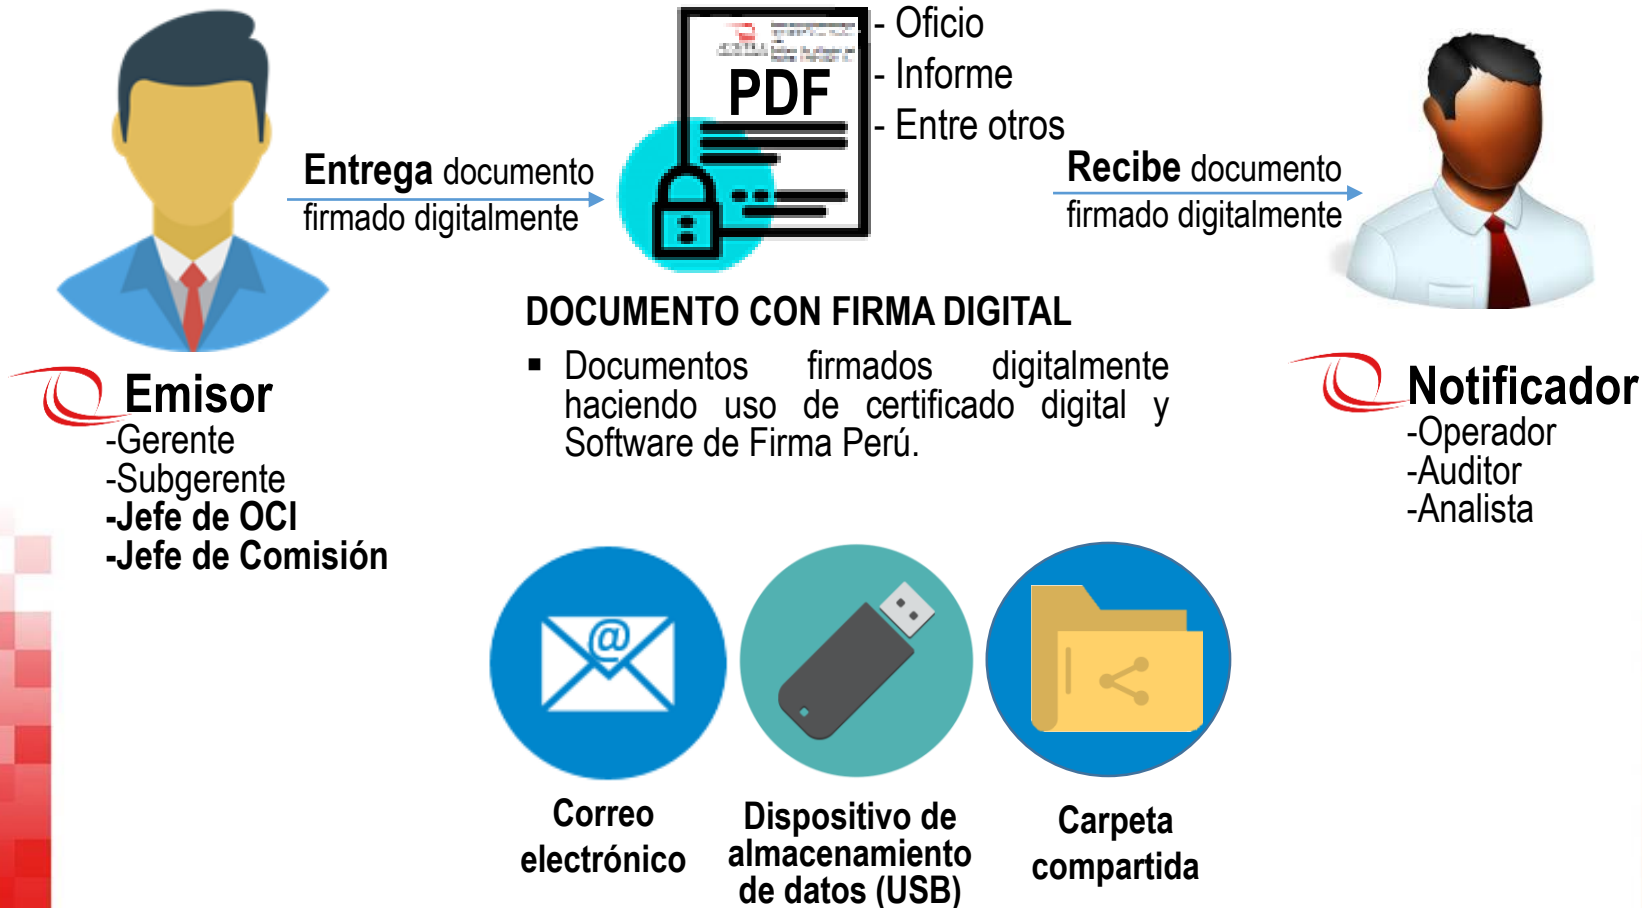 - Oficio
- Informe
- Entre otros
PDF
Entrega documento
firmado digitalmente
Recibe documento
firmado digitalmente
DOCUMENTO CON FIRMA DIGITAL
▪ Documentos firmados digitalmente
haciendo uso de certificado digital y
Software de Firma Perú.
Emisor
-Gerente
-Subgerente
-Jefe de OCI
-Jefe de Comisión
Notificador
-Operador
-Auditor
-Analista
@
Correo
electrónico
Dispositivo de
almacenamiento
de datos (USB)
Carpeta
compartida